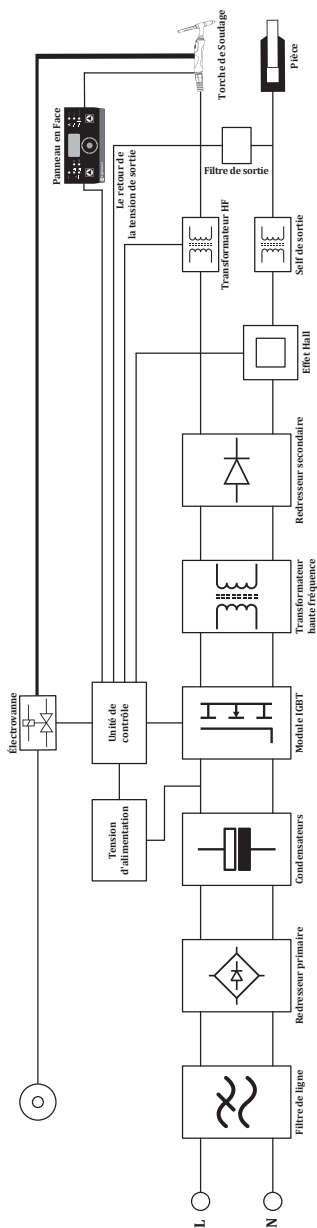 Électrovanne
Panneau en Face
Torche de Soudage
Pièce
Le retour de
la tension de sortie
Filtre de sortie
Unité de
contrôle
Tension
d'alimentation
Transformateur HF
Self de sortie
Effet Hall
Redresseur secondaire
Transformateur
haute fréquence
Module IGBT
Condensateurs
Redresseur primaire
Filtre de ligne
L
N